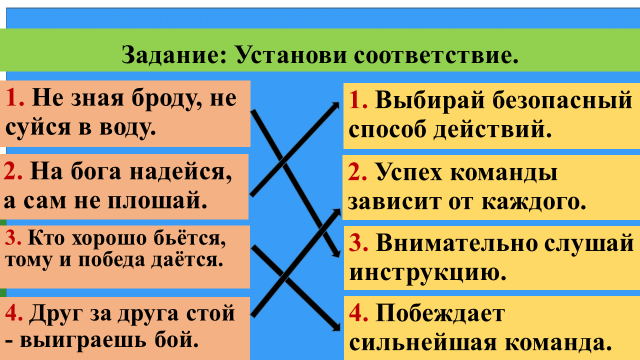 Задание: Установи соответствие.
1. Не зная броду, не
суйся в воду.
2. На бога надейся,
а сам не плошай.
3. Кто хорошо бьётся,
тому и победа даётся.
4. Друг за друга стой
- выиграешь бой.
1. Выбирай безопасный
способ действий.
2. Успех команды
зависит от каждого.
3. Внимательно слушай
инструкцию.
4. Побеждает
сильнейшая команда.